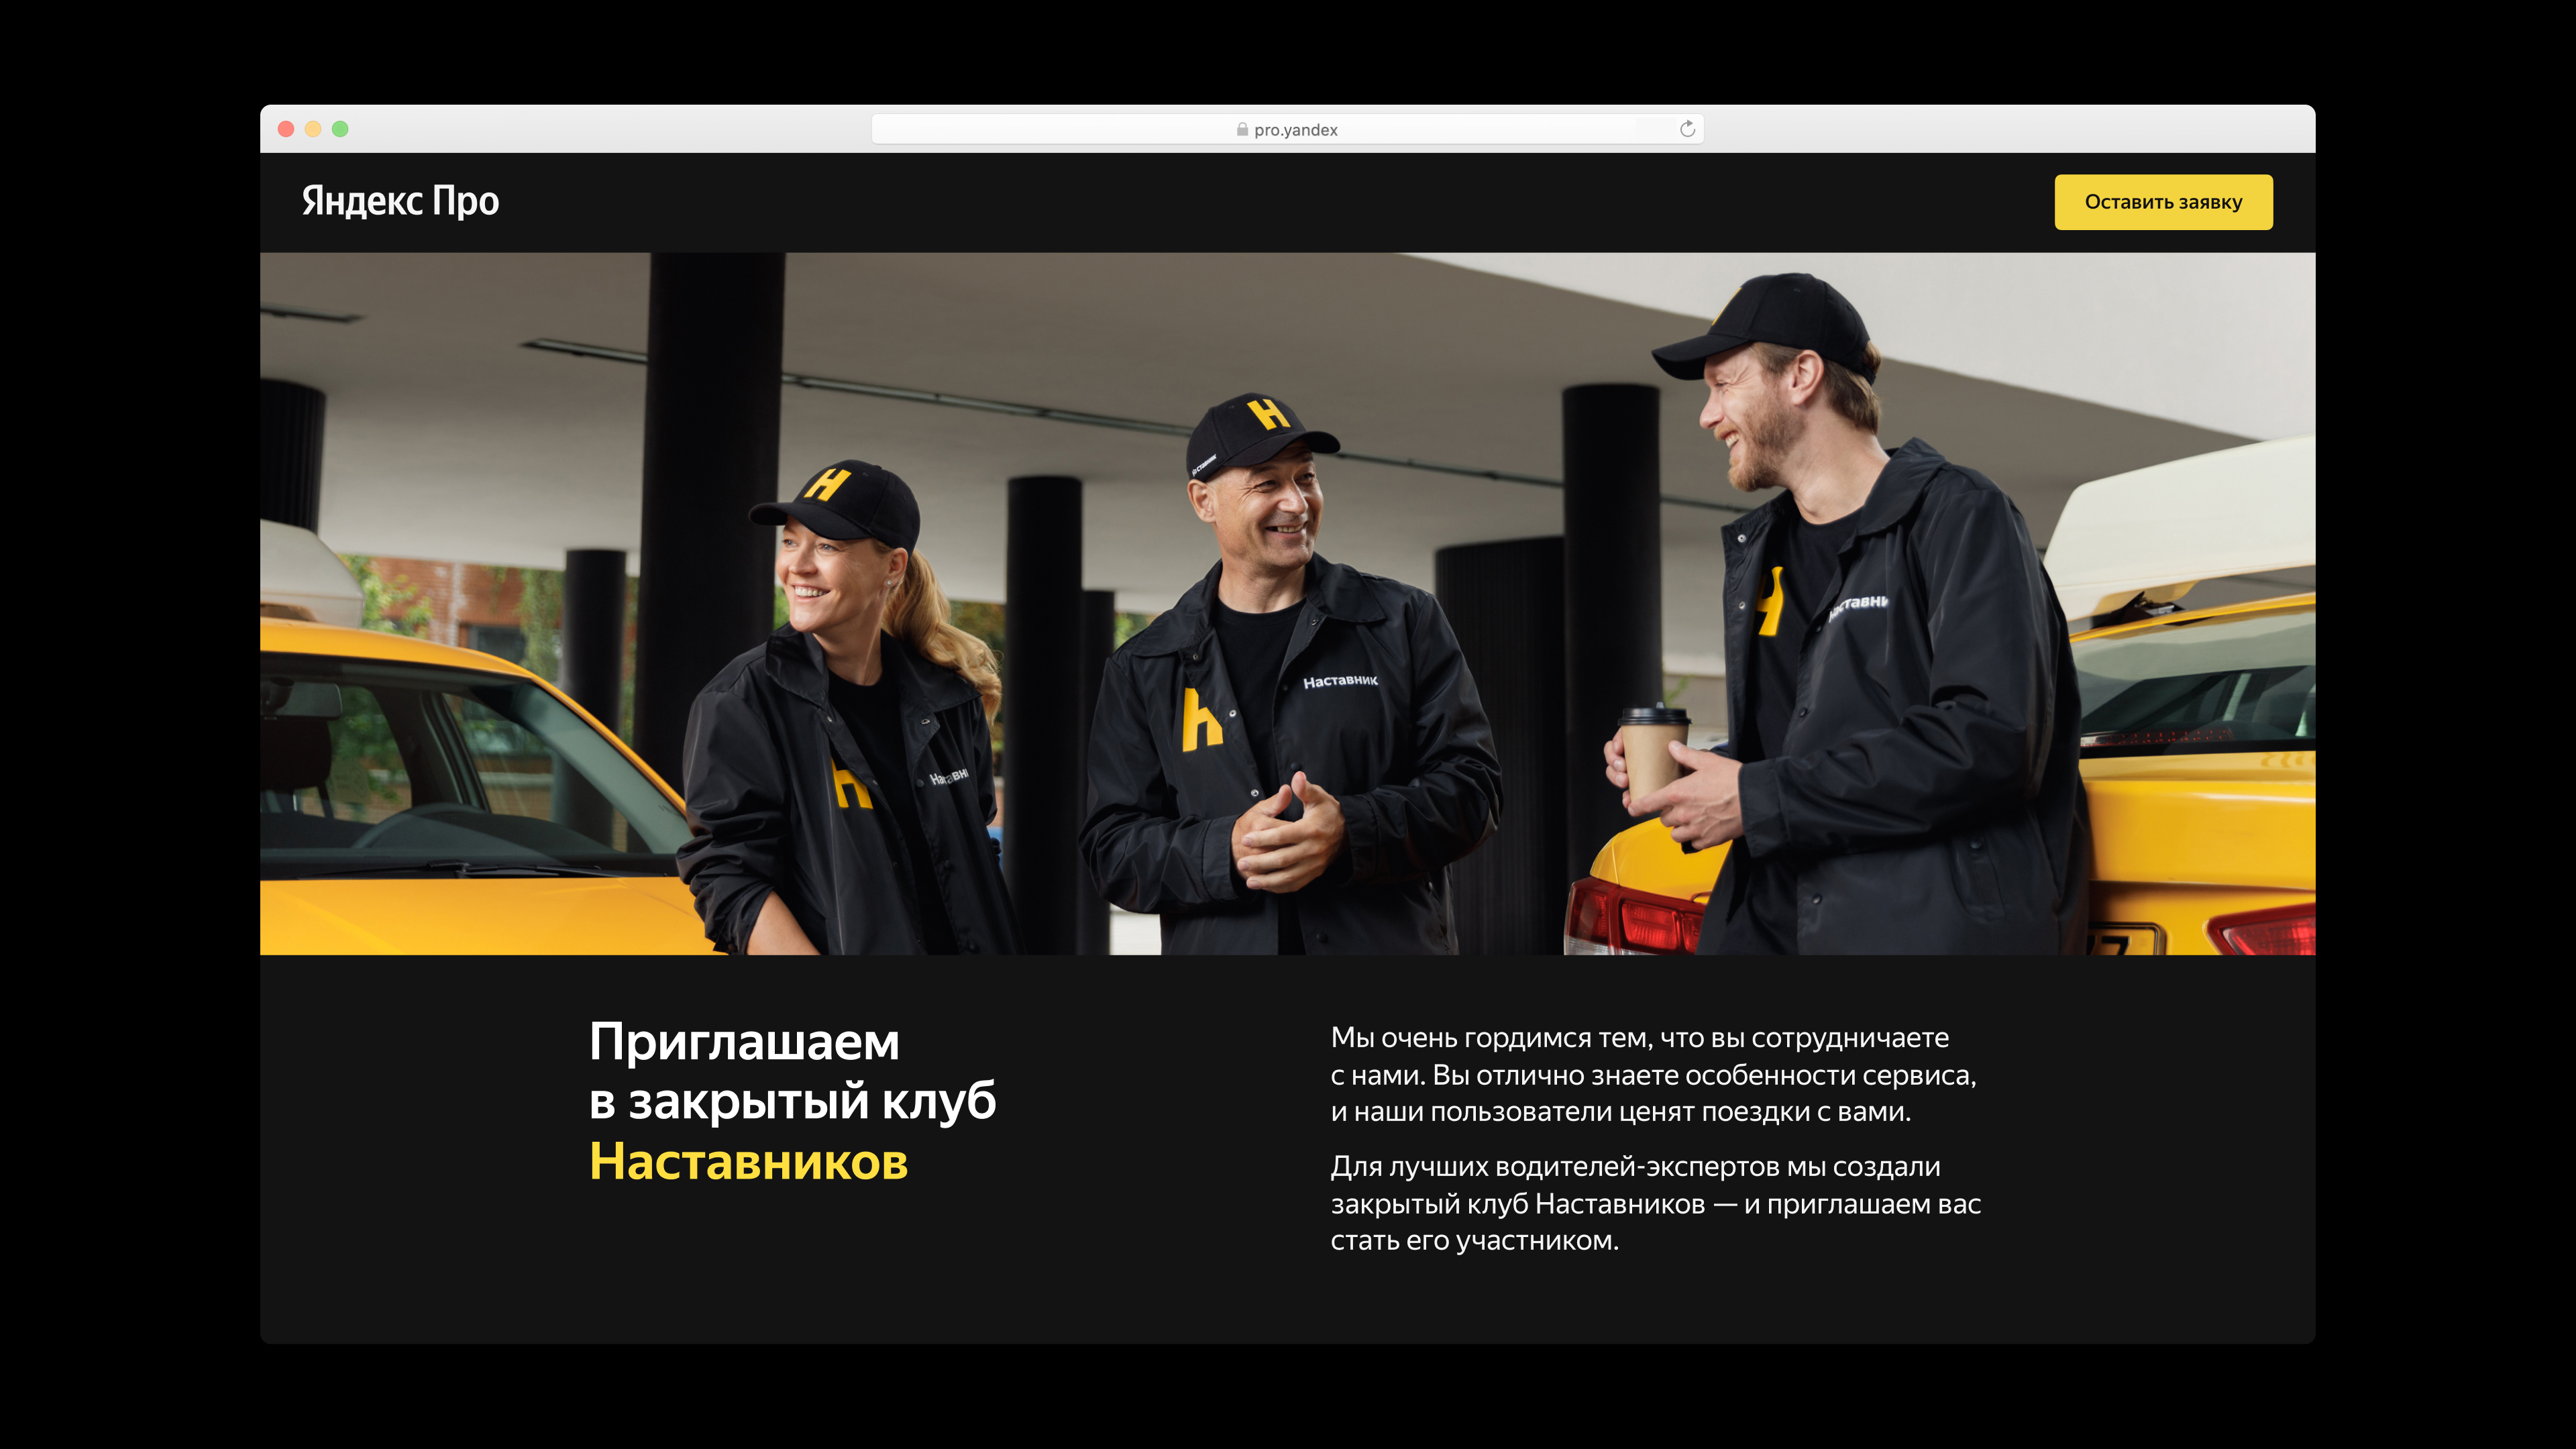 pro.yandex
Яндекс Про
Оставить заявку
Н
Н
Наставник
Приглашаем
в закрытый клуб
Наставников
Мы очень гордимся тем, что вы сотрудничаете
с нами. Вы отлично знаете особенности сервиса,
и наши пользователи ценят поездки с вами.
Для лучших водителей-экспертов мы создали
закрытый клуб Наставников — и приглашаем вас
стать его участником.